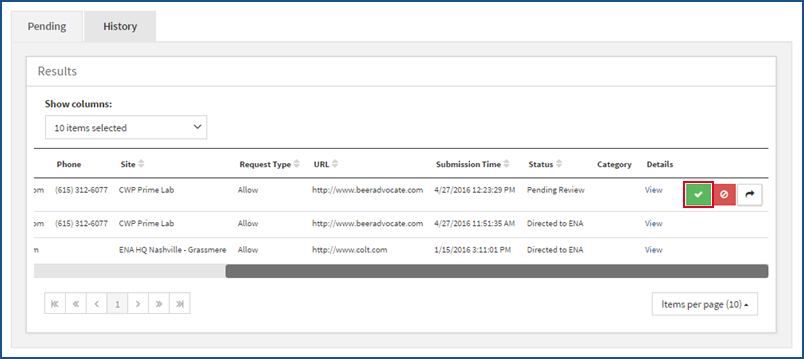 Pending History
Results
Show columns:
10 items selected
Phone Site Request Type URL Submission Time Status Category Details
om (615) 312-6077 CWP Prime Lab Allow http://www.beeradvocate.com 4/27/2016 12:23:29 PM Pending Review View
om (615) 312-6077 CWP Prime Lab Allow http://www.beeradvocate.com 4/27/2016 11:51:35 AM Directed to ENA View
m ENA HQ Nashville - Grassmere Allow http://www.colt.com 1/15/2016 3:11:01 PM Directed to ENA View
1 Items per page (10)